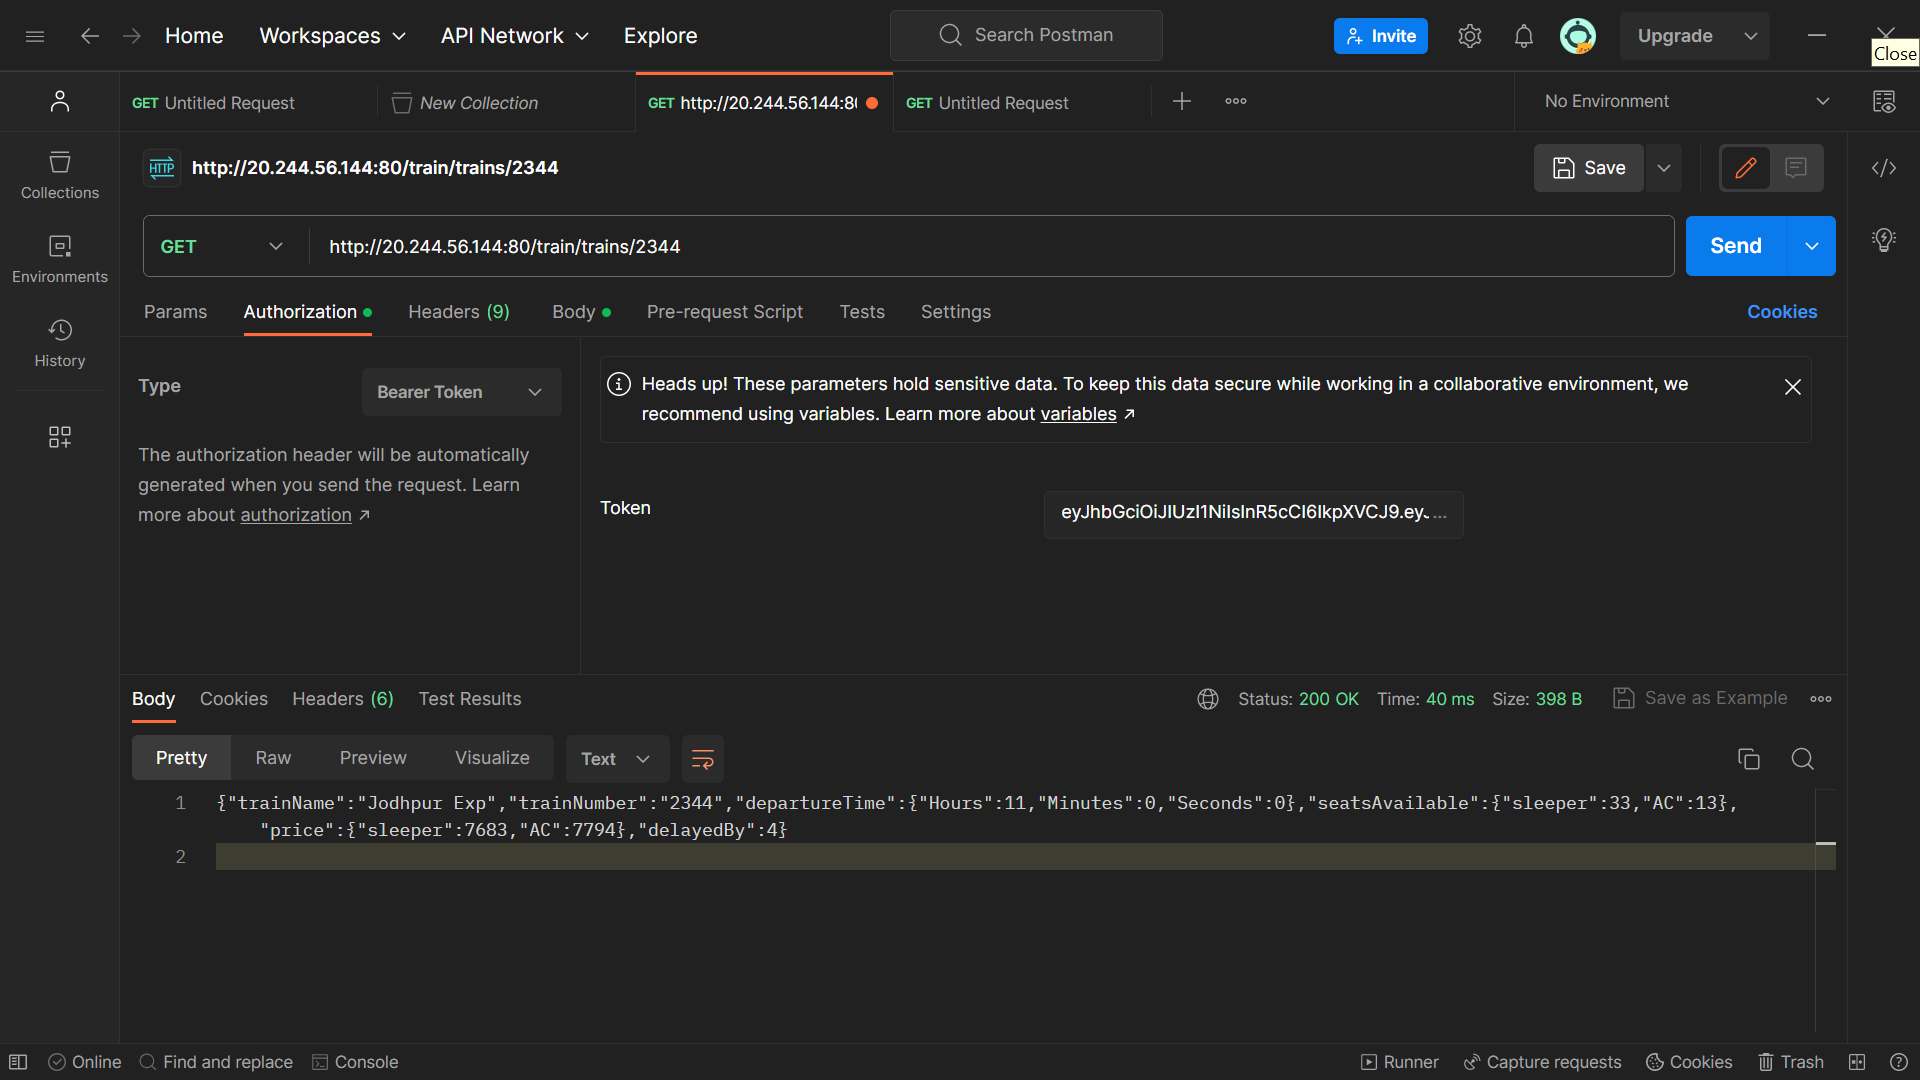 Home Workspaces API Network Explore Search Postman Invite Upgrade
Close
GET Untitled Request New Collection GET http://20.244.56.144:8 GET Untitled Request No Environment
HTTP http://20.244.56.144:80/train/trains/2344 Save
Collections
GET http://20.244.56.144:80/train/trains/2344 Send
Environments
Params Authorization Headers (9) Body Pre-request Script Tests Settings Cookies
History
Type Bearer Token
Heads up! These parameters hold sensitive data. To keep this data secure while working in a collaborative environment, we
recommend using variables. Learn more about variables ↗
The authorization header will be automatically
generated when you send the request. Learn
more about authorization ↗
Token eyJhbGciOiJIUzI1NiIsInR5cCI6IkpXVCJ9.eyJ...
Body Cookies Headers (6) Test Results Status: 200 OK Time: 40 ms Size: 398 B Save as Example
Pretty Raw Preview Visualize Text
1 {"trainName":"Jodhpur Exp","trainNumber":"2344","departureTime":{"Hours":11,"Minutes":0,"Seconds":0},"seatsAvailable":{"sleeper":33,"AC":13},
"price":{"sleeper":7683,"AC":7794},"delayedBy":4}
2
Online Find and replace Console Runner Capture requests Cookies Trash